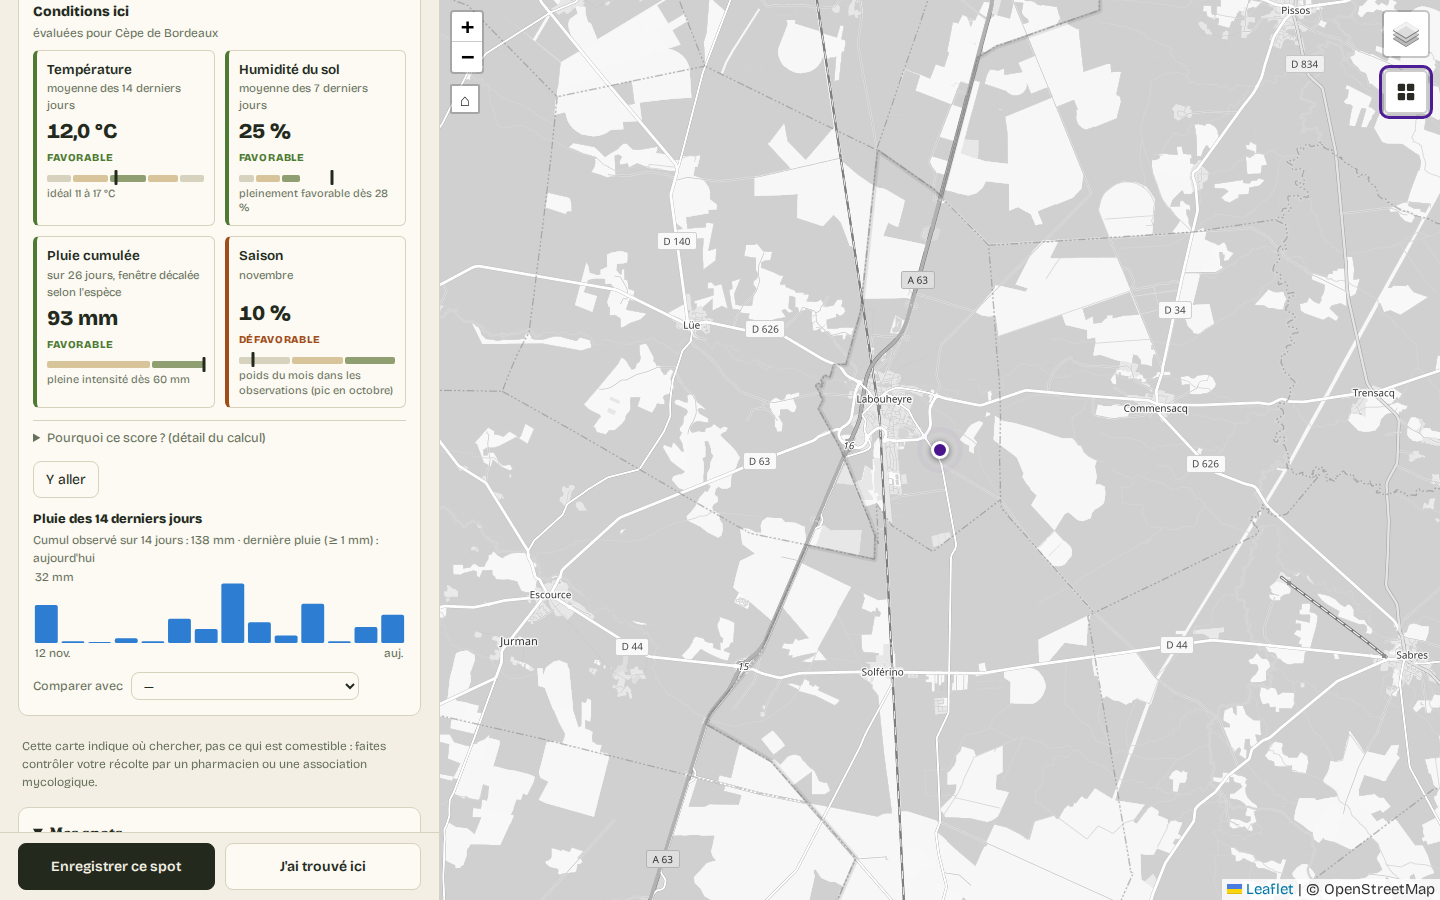 Conditions ici
évaluées pour Cèpe de Bordeaux
Température
moyenne des 14 derniers
jours
12,0 °C
FAVORABLE
idéal 11 à 17 °C
Humidité du sol
moyenne des 7 derniers
jours
25 %
FAVORABLE
pleinement favorable dès 28
%
Pluie cumulée
sur 26 jours, fenêtre décalée
selon l'espèce
93 mm
FAVORABLE
pleine intensité dès 60 mm
Saison
novembre
10 %
DÉFAVORABLE
poids du mois dans les
observations (pic en octobre)
Pourquoi ce score ? (détail du calcul)
Y aller
Pluie des 14 derniers jours
Cumul observé sur 14 jours : 138 mm · dernière pluie (≥ 1 mm) :
aujourd'hui
32 mm
12 nov.
auj.
Comparer avec
—
Cette carte indique où chercher, pas ce qui est comestible : faites
contrôler votre récolte par un pharmacien ou une association
mycologique.
Mes spots
Enregistrer ce spot
J'ai trouvé ici
+
−
⌂
Pissos
D 834
D 140
A 63
D 34
Lüe
D 626
Labouheyre
Commensacq
Trensacq
16
D 63
D 626
Escource
Jurman
D 44
15
Solférino
D 44
Sabres
A 63
Leaflet | © OpenStreetMap